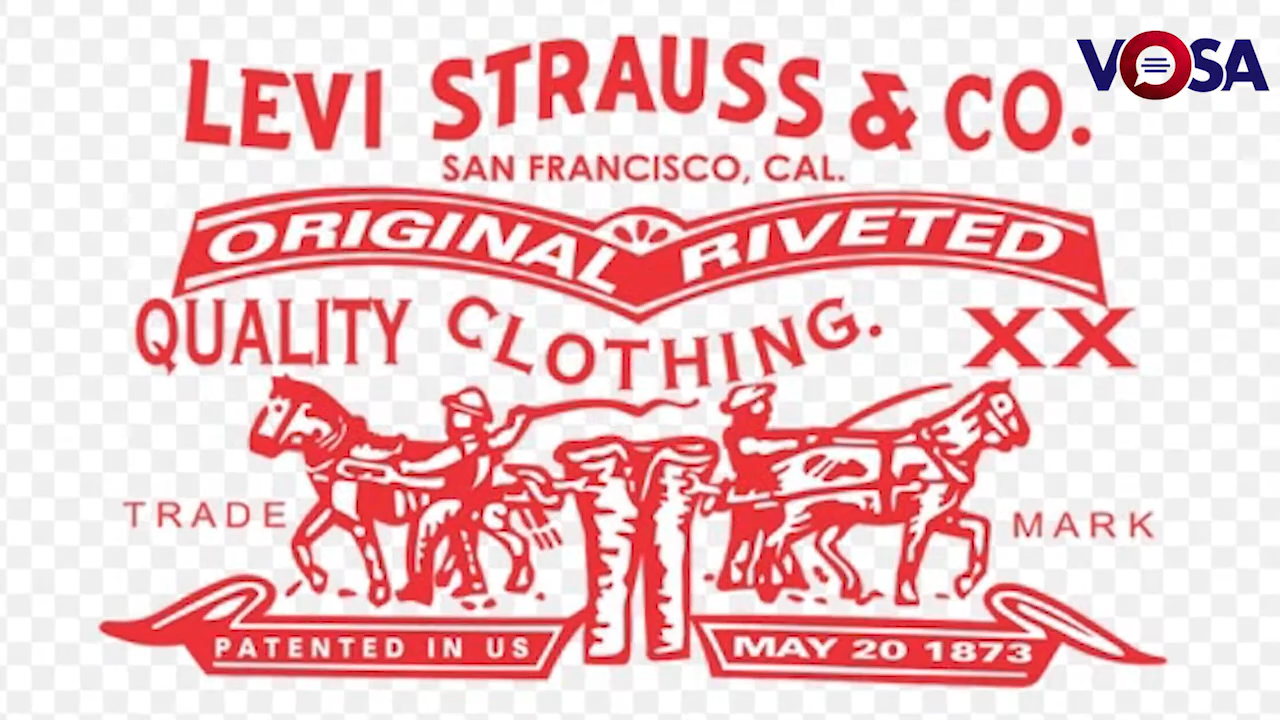 VOSA
LEVI STRAUSS & CO.
SAN FRANCISCO, CAL.
ORIGINAL RIVETED
QUALITY CLOTHING. XX
TRADE MARK
PATENTED IN US MAY 20 1873